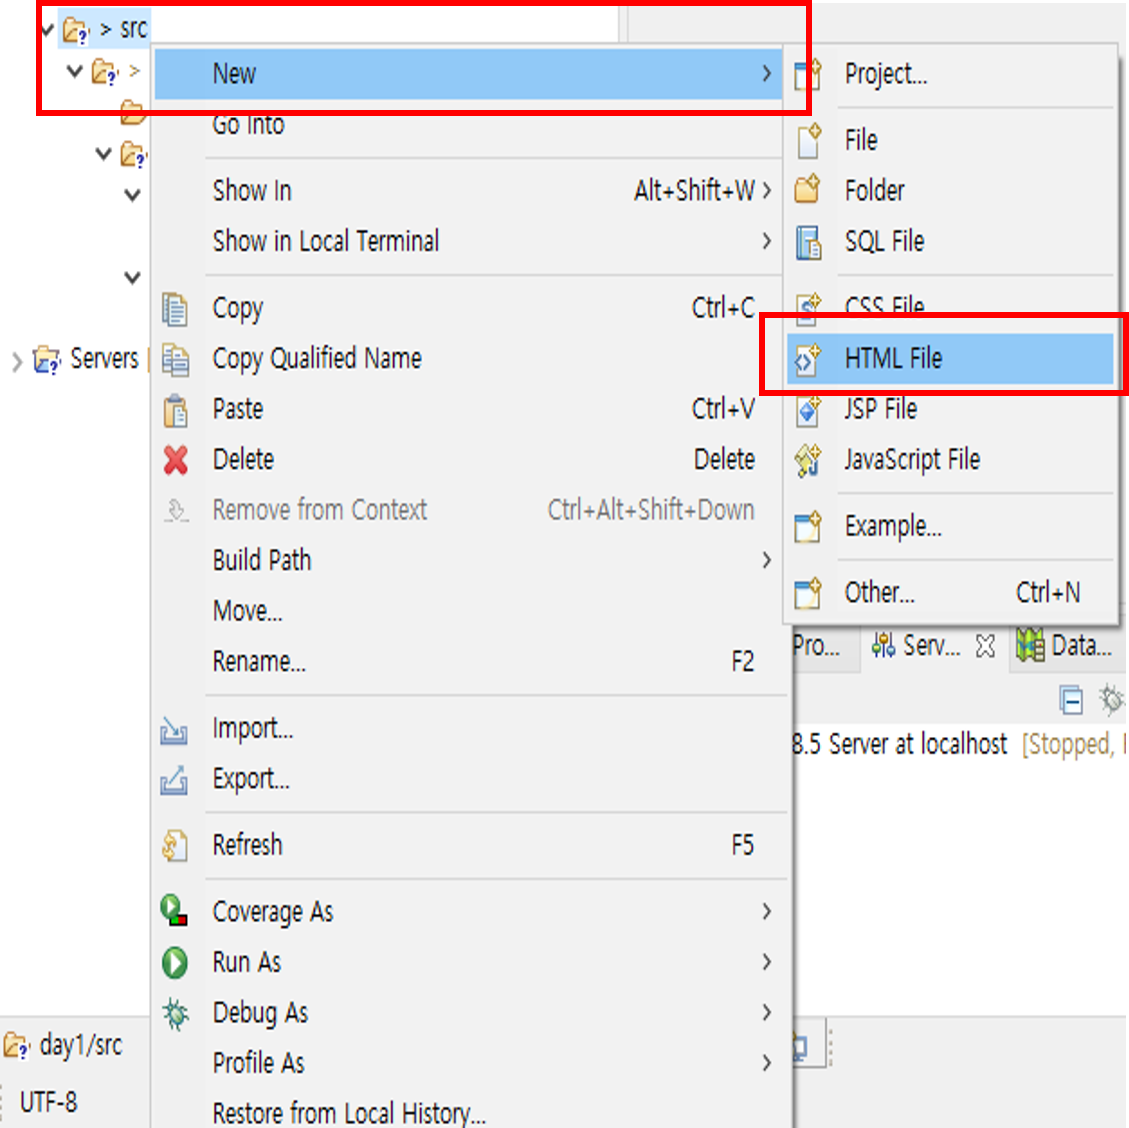 > src
>
New
Go Into
Show In Alt+Shift+W
Show in Local Terminal
Copy Ctrl+C
Copy Qualified Name
Paste Ctrl+V
Delete Delete
Remove from Context Ctrl+Alt+Shift+Down
Build Path
Move...
Rename... F2
Import...
Export...
Refresh F5
Coverage As
Run As
Debug As
Profile As
Restore from Local History...
Project...
File
Folder
SQL File
CSS File
HTML File
JSP File
JavaScript File
Example...
Other... Ctrl+N
Servers
Pro... Serv... Data...
8.5 Server at localhost [Stopped,
day1/src
UTF-8